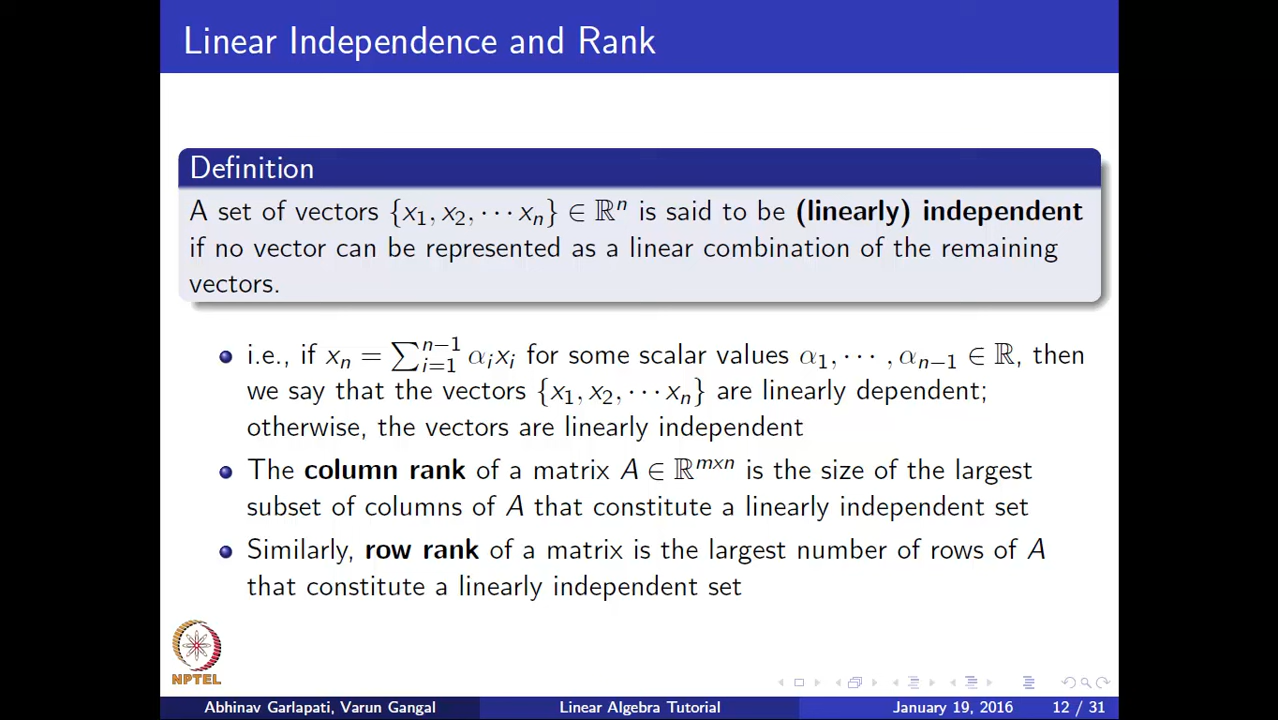 Linear Independence and Rank
Definition
A set of vectors {x₁, x₂, ··· xₙ} ∈ ℝⁿ is said to be (linearly) independent
if no vector can be represented as a linear combination of the remaining
vectors.
i.e., if xₙ = ∑ᵢ₌₁ⁿ⁻¹ αᵢxᵢ for some scalar values α₁, ··· , αₙ₋₁ ∈ ℝ, then
we say that the vectors {x₁, x₂, ··· xₙ} are linearly dependent;
otherwise, the vectors are linearly independent
The column rank of a matrix A ∈ ℝᵐˣⁿ is the size of the largest
subset of columns of A that constitute a linearly independent set
Similarly, row rank of a matrix is the largest number of rows of A
that constitute a linearly independent set
NPTEL
Abhinav Garlapati, Varun Gangal Linear Algebra Tutorial January 19, 2016 12 / 31